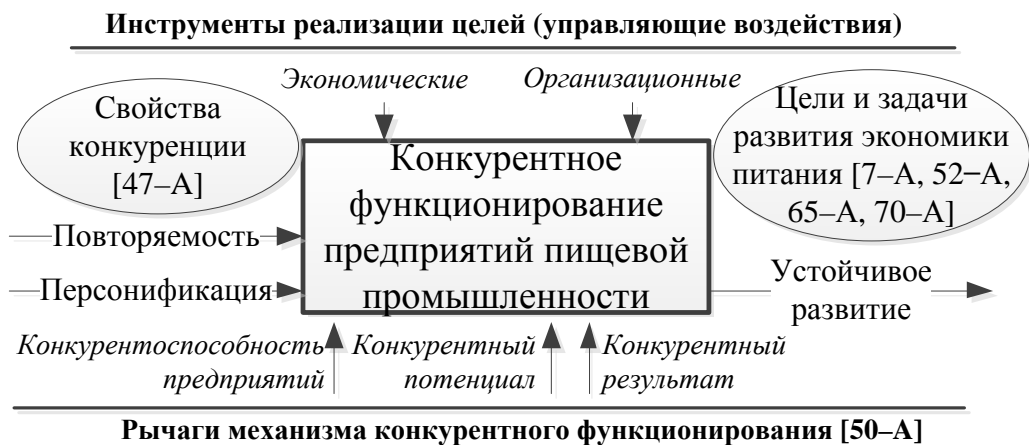 Инструменты реализации целей (управляющие воздействия)
Экономические
Организационные
Свойства
конкуренции
[47–А]
Цели и задачи
развития экономики
питания [7–А, 52–А,
65–А, 70–А]
Конкурентное
функционирование
предприятий пищевой
промышленности
Повторяемость
Персонификация
Устойчивое
развитие
Конкурентоспособность
предприятий
Конкурентный
потенциал
Конкурентный
результат
Рычаги механизма конкурентного функционирования [50–А]